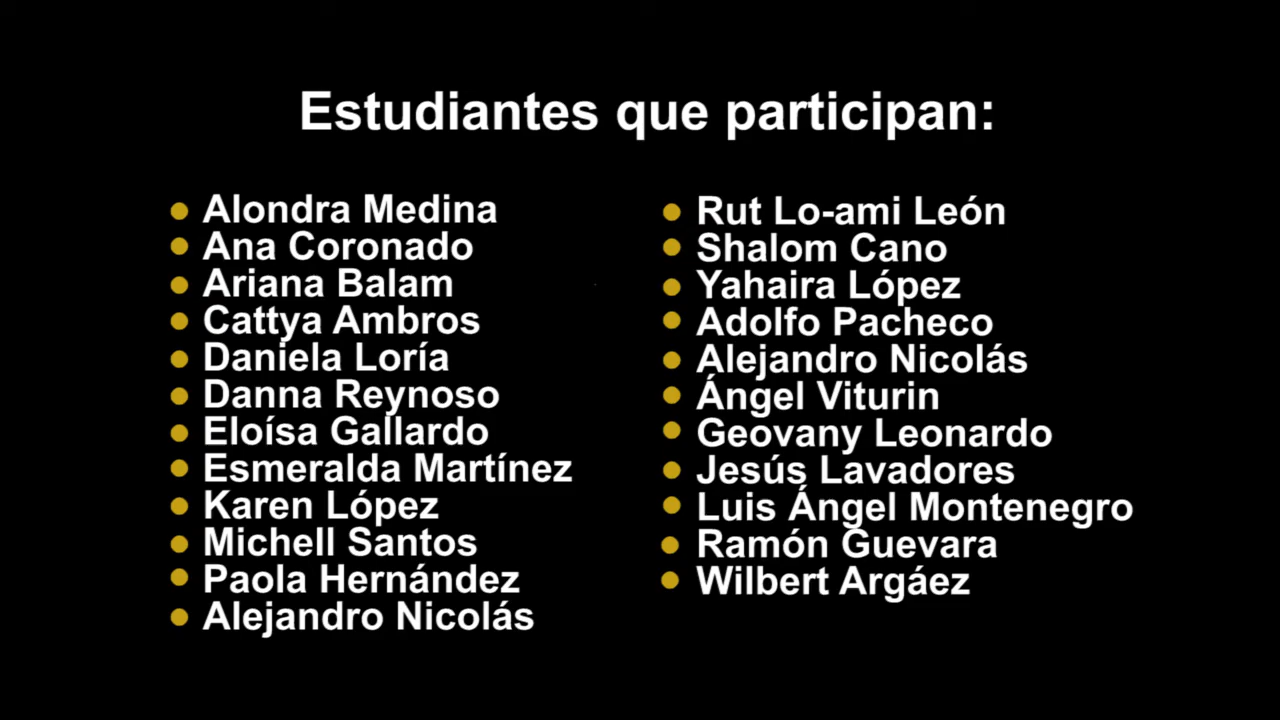 Estudiantes que participan:
Alondra Medina
Ana Coronado
Ariana Balam
Cattya Ambros
Daniela Loría
Danna Reynoso
Eloísa Gallardo
Esmeralda Martínez
Karen López
Michell Santos
Paola Hernández
Alejandro Nicolás
Rut Lo-ami León
Shalom Cano
Yahaira López
Adolfo Pacheco
Alejandro Nicolás
Ángel Viturin
Geovany Leonardo
Jesús Lavadores
Luis Ángel Montenegro
Ramón Guevara
Wilbert Argáez